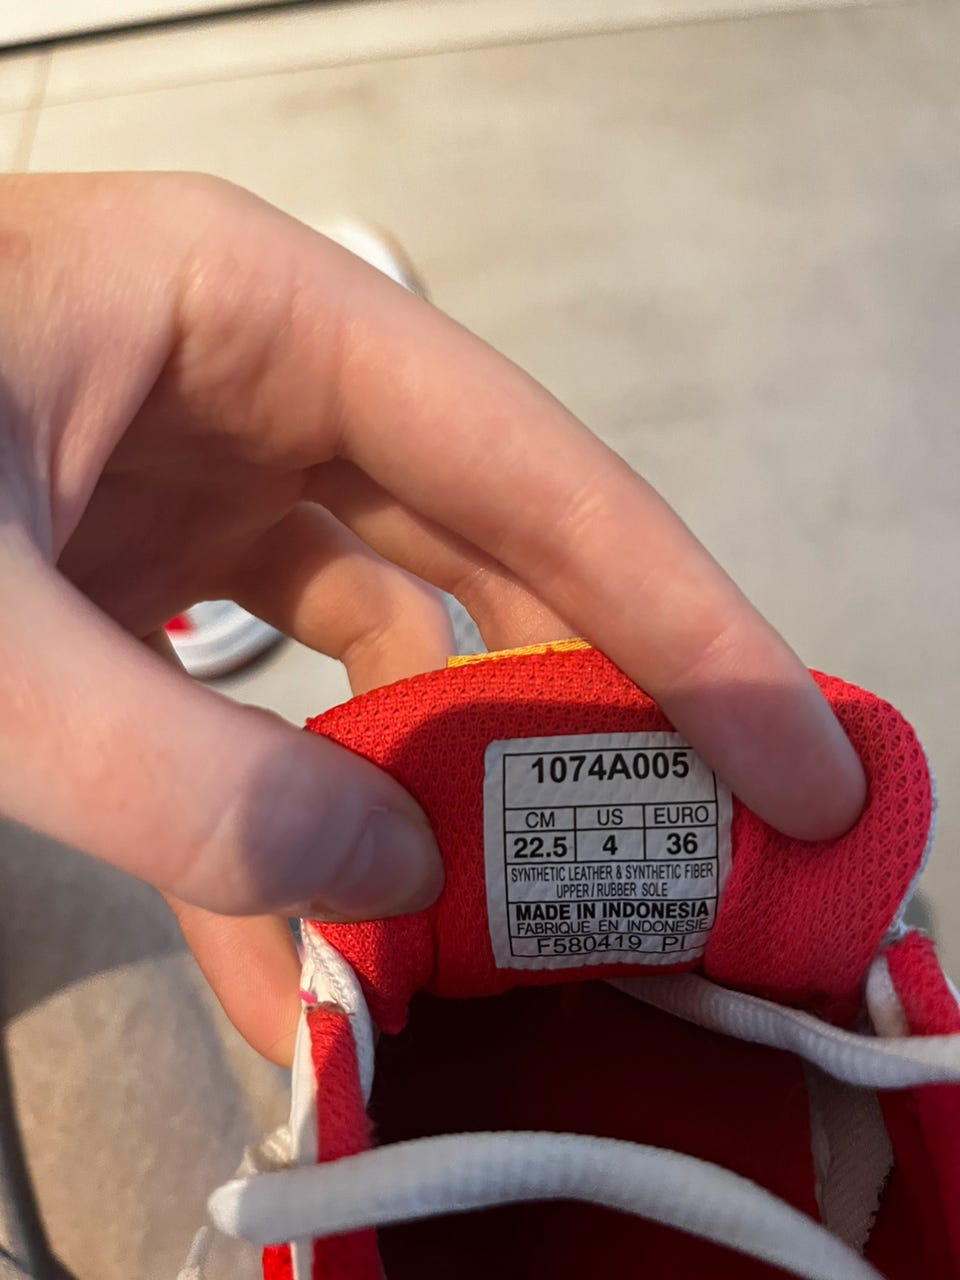 1074A005
CM US EURO
22.5 4 36
SYNTHETIC LEATHER & SYNTHETIC FIBER
UPPER / RUBBER SOLE
MADE IN INDONESIA
FABRIQUE EN INDONESIE
F580419 PI